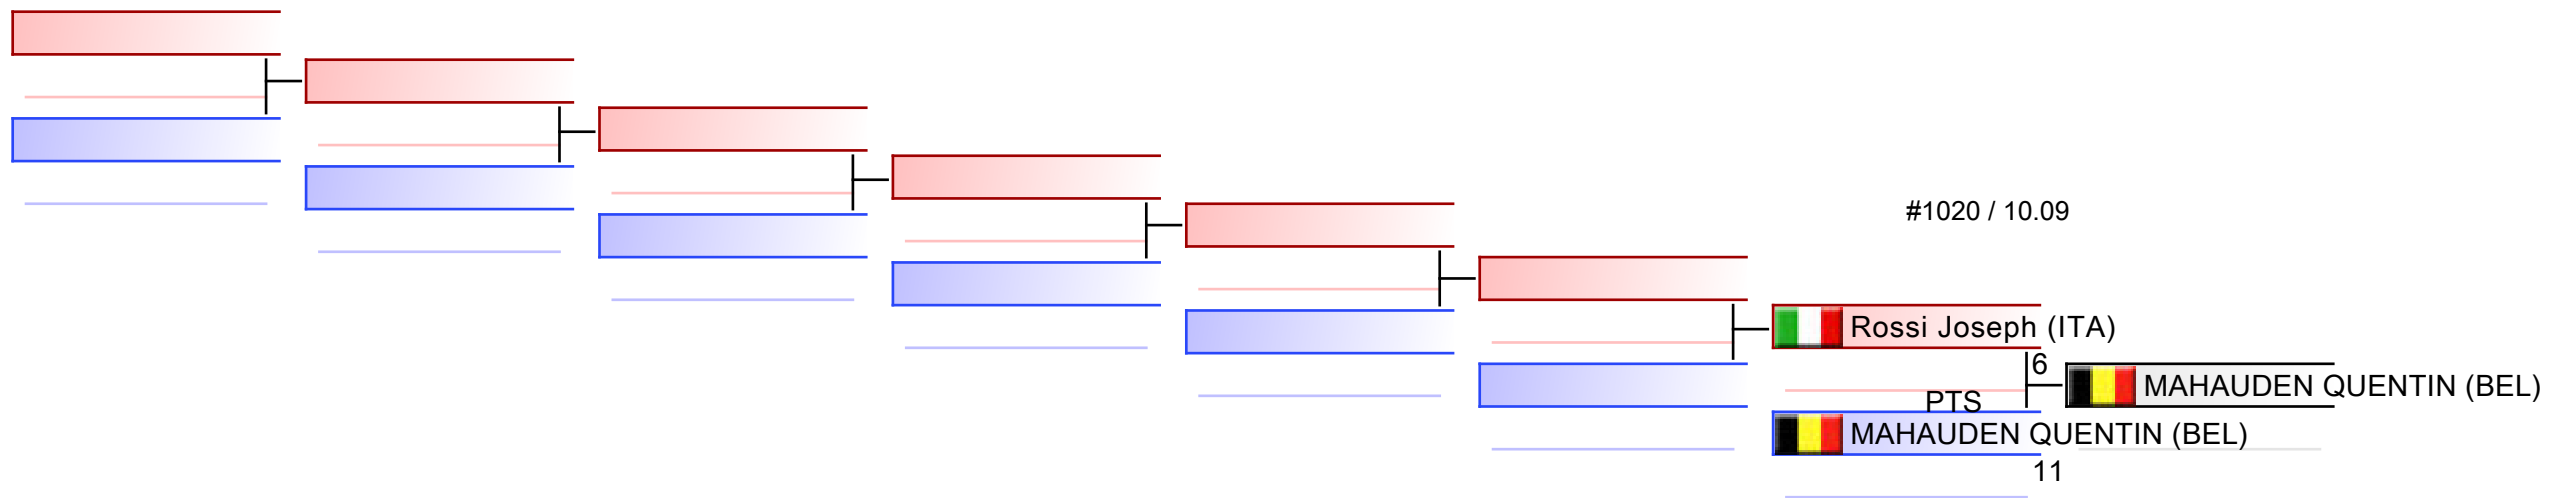 #1020 / 10.09
Rossi Joseph (ITA)
6
MAHAUDEN QUENTIN (BEL)
PTS
MAHAUDEN QUENTIN (BEL)
11